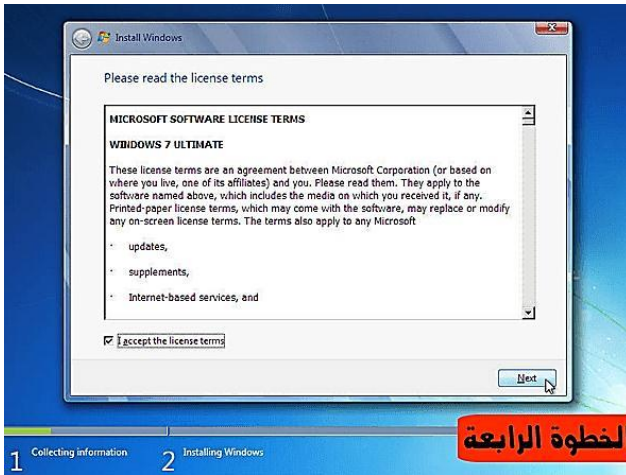 Install Windows
Please read the license terms
MICROSOFT SOFTWARE LICENSE TERMS
WINDOWS 7 ULTIMATE
These license terms are an agreement between Microsoft Corporation (or based on
where you live, one of its affiliates) and you. Please read them. They apply to the
software named above, which includes the media on which you received it, if any.
Printed-paper license terms, which may come with the software, may replace or modify
any on-screen license terms. The terms also apply to any Microsoft
· updates,
· supplements,
· Internet-based services, and
I accept the license terms
Next
لخطوة الرابعة
1 Collecting information
2 Installing Windows